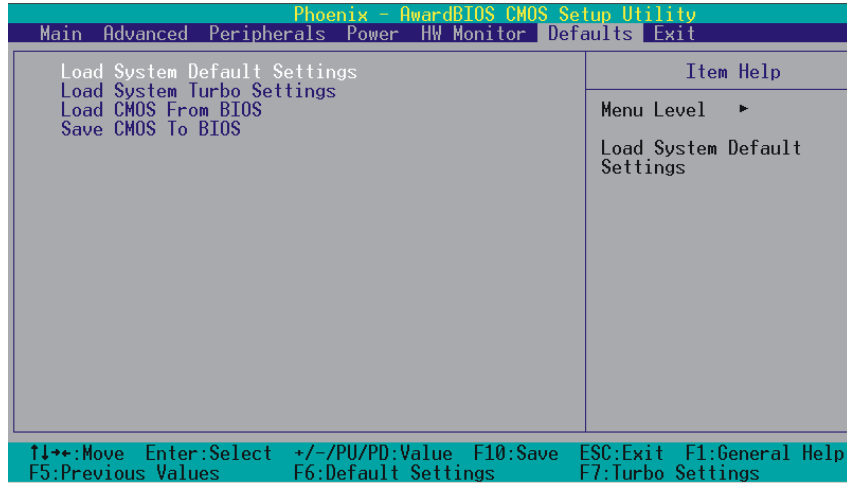 Phoenix - AwardBIOS CMOS Setup Utility
Main Advanced Peripherals Power HW Monitor Defaults Exit
Load System Default Settings
Load System Turbo Settings
Load CMOS From BIOS
Save CMOS To BIOS
Item Help
Menu Level ►
Load System Default
Settings
↑↓→←:Move Enter:Select +/-/PU/PD:Value F10:Save ESC:Exit F1:General Help
F5:Previous Values F6:Default Settings F7:Turbo Settings